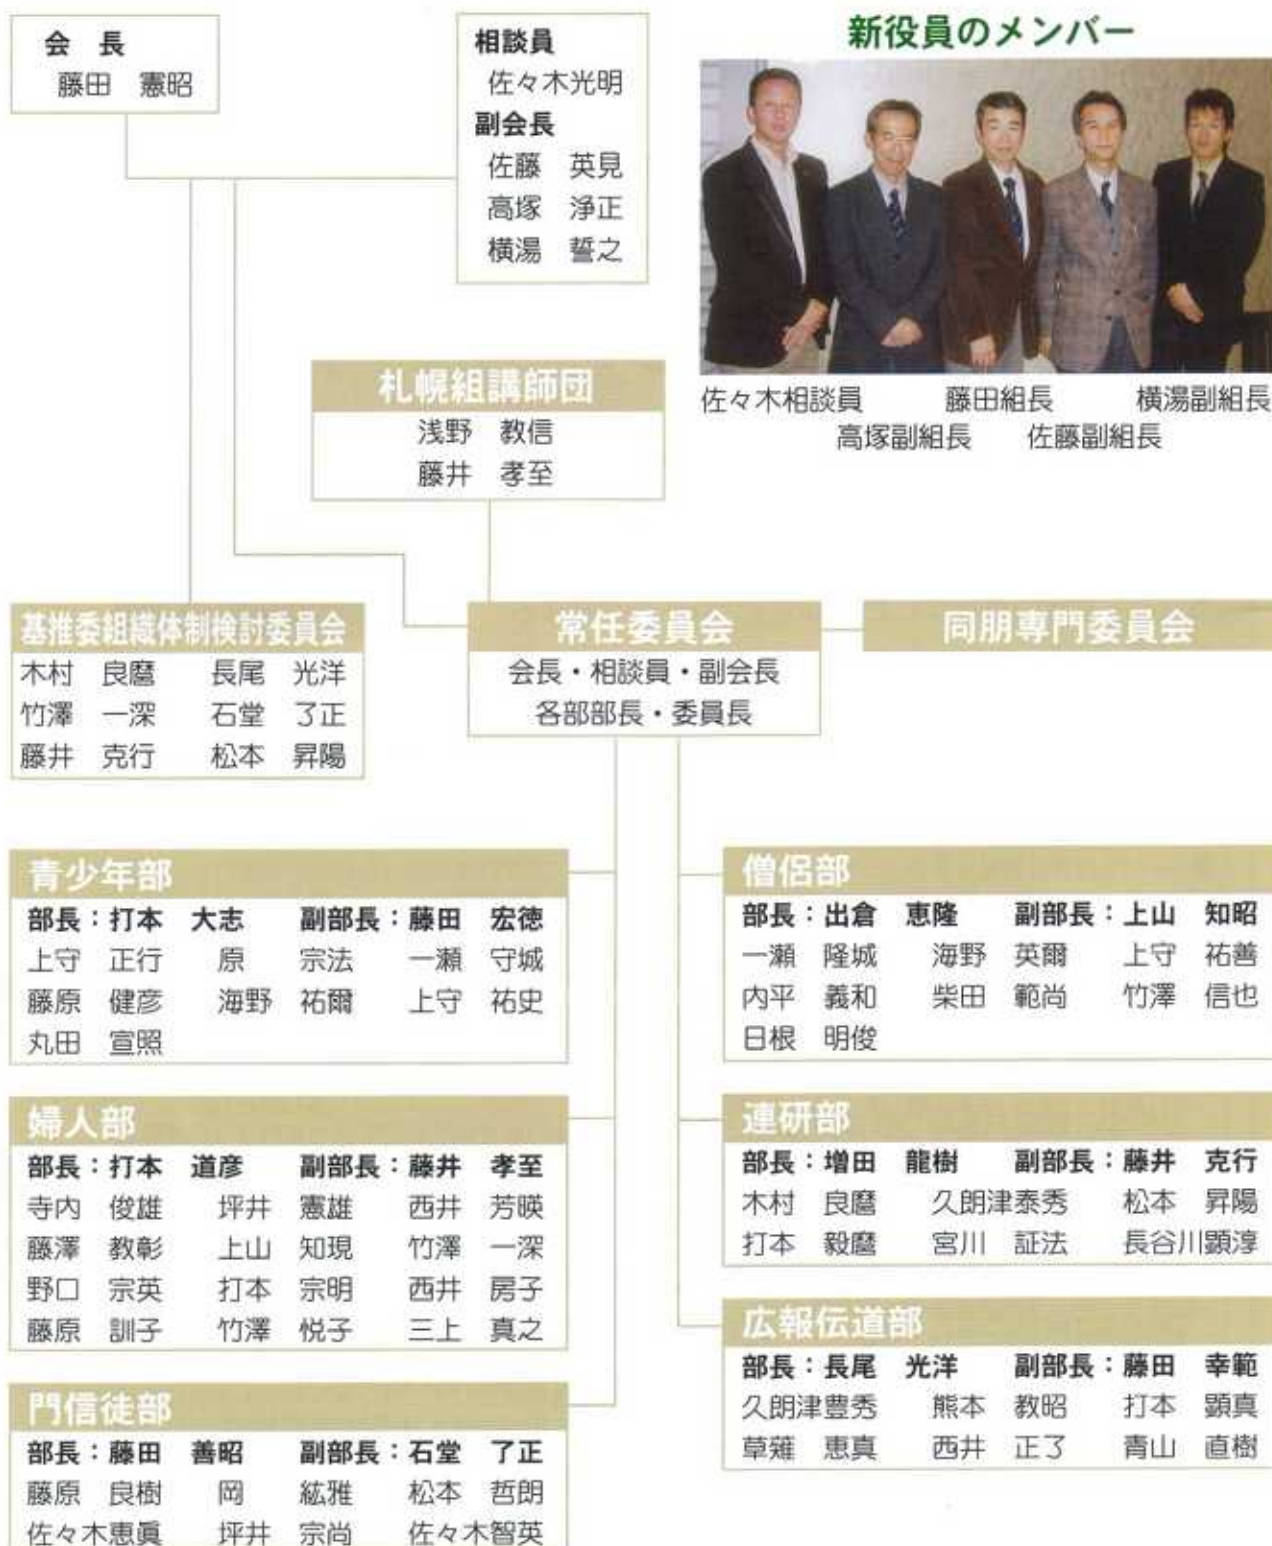 会 長
藤田 憲昭
相談員
佐々木光明
副会長
佐藤 英見
高塚 浄正
横湯 誓之
新役員のメンバー
佐々木相談員 藤田組長 横湯副組長
高塚副組長 佐藤副組長
札幌組講師団
浅野 教信
藤井 孝至
基推委組織体制検討委員会
木村 良麿 長尾 光洋
竹澤 一深 石堂 了正
藤井 克行 松本 昇陽
常任委員会
会長・相談員・副会長
各部部長・委員長
同朋専門委員会
青少年部
部長：打本 大志 副部長：藤田 宏徳
上守 正行 原 宗法 一瀬 守城
藤原 健彦 海野 祐爾 上守 祐史
丸田 宣照
婦人部
部長：打本 道彦 副部長：藤井 孝至
寺内 俊雄 坪井 憲雄 西井 芳暎
藤澤 教彰 上山 知現 竹澤 一深
野口 宗英 打本 宗明 西井 房子
藤原 訓子 竹澤 悦子 三上 真之
門信徒部
部長：藤田 善昭 副部長：石堂 了正
藤原 良樹 岡 紘雅 松本 哲朗
佐々木恵眞 坪井 宗尚 佐々木智英
僧侶部
部長：出倉 恵隆 副部長：上山 知昭
一瀬 隆城 海野 英爾 上守 祐善
内平 義和 柴田 範尚 竹澤 信也
日根 明俊
連研部
部長：増田 龍樹 副部長：藤井 克行
木村 良麿 久朗津泰秀 松本 昇陽
打本 毅麿 宮川 証法 長谷川顕淳
広報伝道部
部長：長尾 光洋 副部長：藤田 幸範
久朗津豊秀 熊本 教昭 打本 顕真
草薙 恵真 西井 正了 青山 直樹